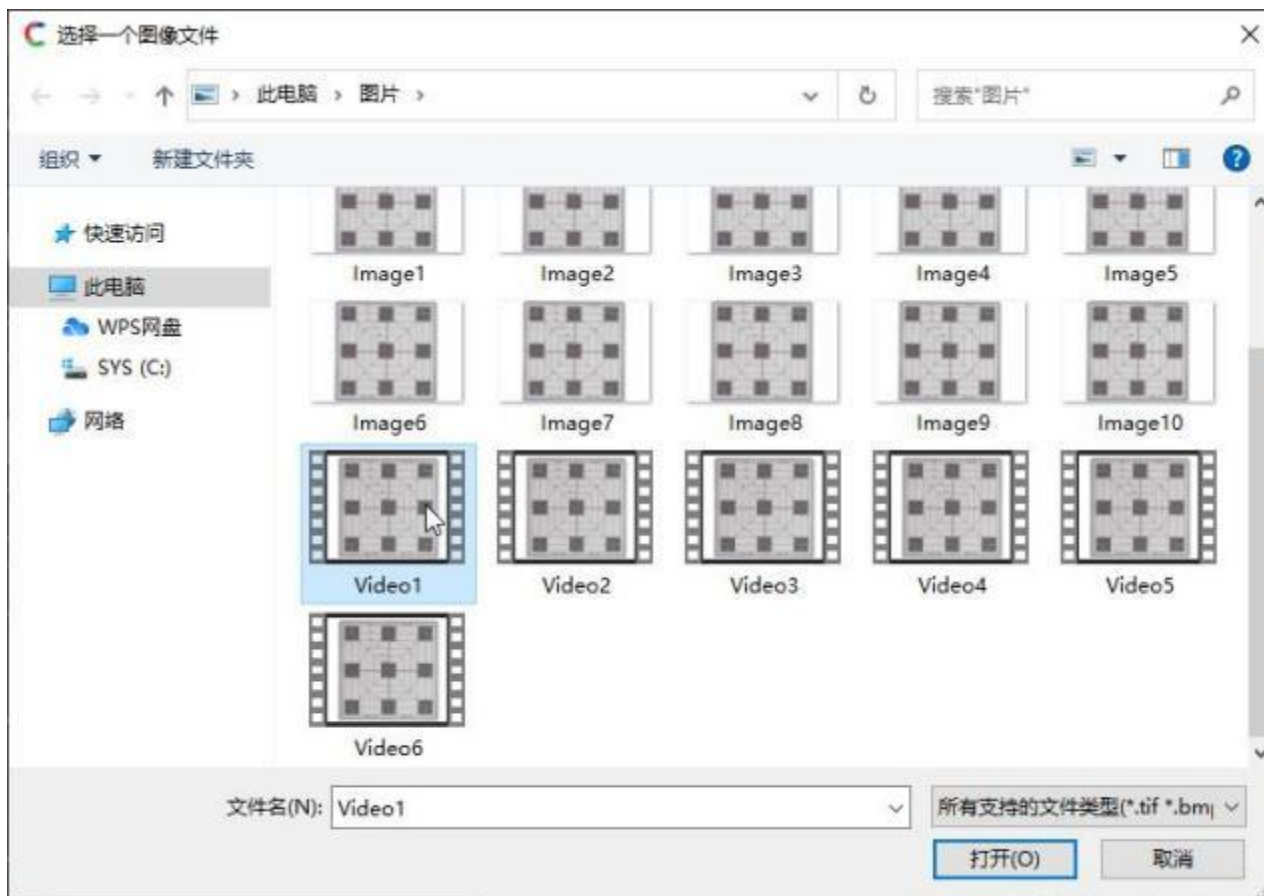 选择一个图像文件
此电脑 › 图片 ›
搜索"图片"
组织
新建文件夹
快速访问
此电脑
WPS网盘
SYS (C:)
网络
Image1 Image2 Image3 Image4 Image5
Image6 Image7 Image8 Image9 Image10
Video1 Video2 Video3 Video4 Video5
Video6
文件名(N): Video1
所有支持的文件类型(*.tif *.bm
打开(O) 取消